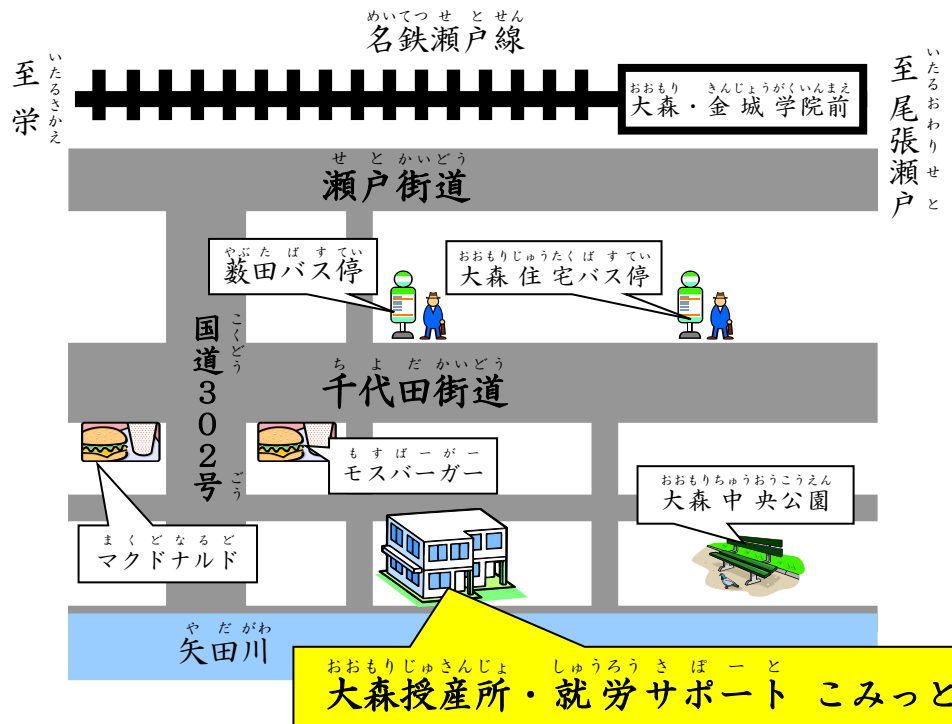 めいてつせとせん
名鉄瀬戸線
いたるさかえ
至栄
おおもり きんじょうがくいんまえ
大森・金城学院前
いたるおわりせと
至尾張瀬戸
せとかいどう
瀬戸街道
やぶたばすてい
薮田バス停
おおもりじゅうたくばすてい
大森住宅バス停
こくどう ごう
国道302号
ちよだかいどう
千代田街道
もすばーがー
モスバーガー
おおもりちゅうおうこうえん
大森中央公園
まくどなるど
マクドナルド
やだがわ
矢田川
おおもりじゅさんじょ しゅうろうさぽーと
大森授産所・就労サポート こみっと